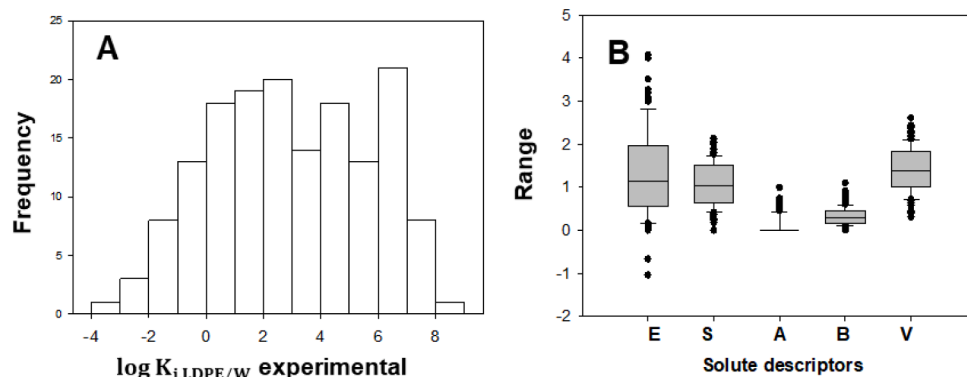 A
25
20
15
10
5
0
Frequency
-4 -2 0 2 4 6 8
log K i LDPE/W experimental
B
5
4
3
2
1
0
-1
-2
Range
E S A B V
Solute descriptors